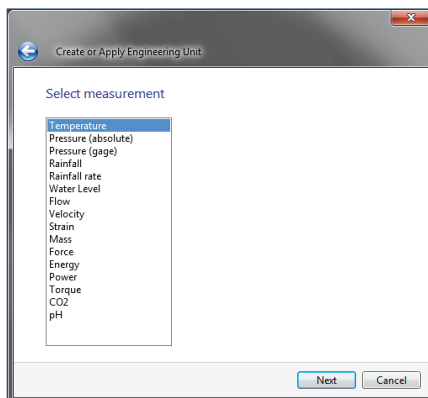 Create or Apply Engineering Unit
Select measurement
Temperature
Pressure (absolute)
Pressure (gage)
Rainfall
Rainfall rate
Water Level
Flow
Velocity
Strain
Mass
Force
Energy
Power
Torque
CO2
pH
Next Cancel